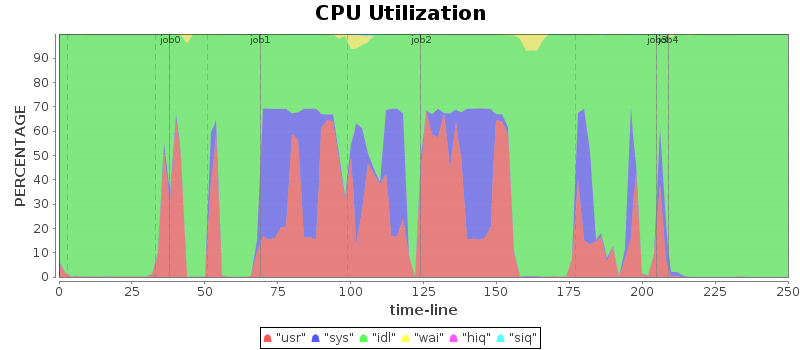 CPU Utilization
job0
job1
job2
job4
90
80
70
60
50
40
30
20
10
0
PERCENTAGE
0 25 50 75 100 125 150 175 200 225 250
time-line
"usr" "sys" "idl" "wai" "hiq" "siq"